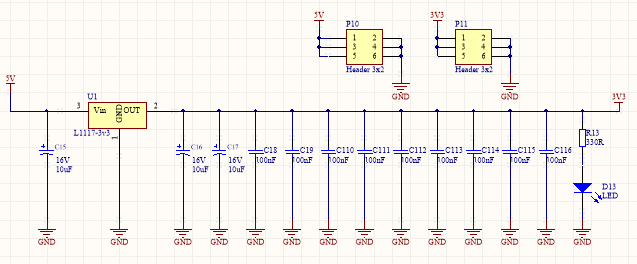 5V P10 3V3 P11
1 2 1 2
3 4 3 4
5 6 5 6
Header 3x2 Header 3x2
GND GND
5V U1 3V3
3 Vin GND OUT 2
L1117-3v3 1
C15 16V 10uF
C16 16V 10uF
C17 16V 10uF
C18 100nF
C19 100nF
C110 100nF
C111 100nF
C112 100nF
C113 100nF
C114 100nF
C115 100nF
C116 100nF
R13 330R
D13 LED
GND GND GND GND GND GND GND GND GND GND GND GND GND GND